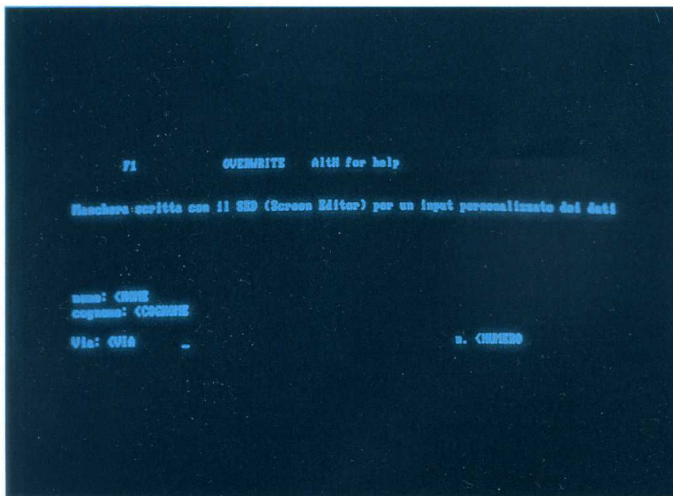 F1 OVERWRITE AltH for help
Maschera scritta con il SED (Screen Editor) per un input personalizzato dei dati
nome: <NOME
cognome: <COGNOME
Via: <VIA _ n. <NUMERO